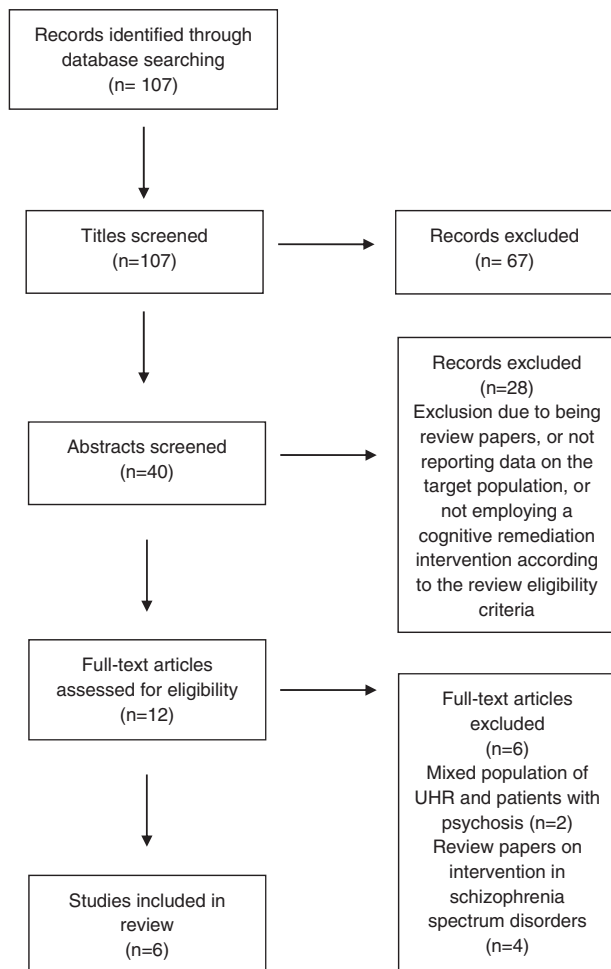 Records identified through
database searching
(n= 107)
Titles screened
(n=107)
Records excluded
(n= 67)
Abstracts screened
(n=40)
Records excluded
(n=28)
Exclusion due to being
review papers, or not
reporting data on the
target population, or
not employing a
cognitive remediation
intervention according
to the review eligibility
criteria
Full-text articles
assessed for eligibility
(n=12)
Full-text articles
excluded
(n=6)
Mixed population of
UHR and patients with
psychosis (n=2)
Review papers on
intervention in
schizophrenia
spectrum disorders
(n=4)
Studies included in
review
(n=6)